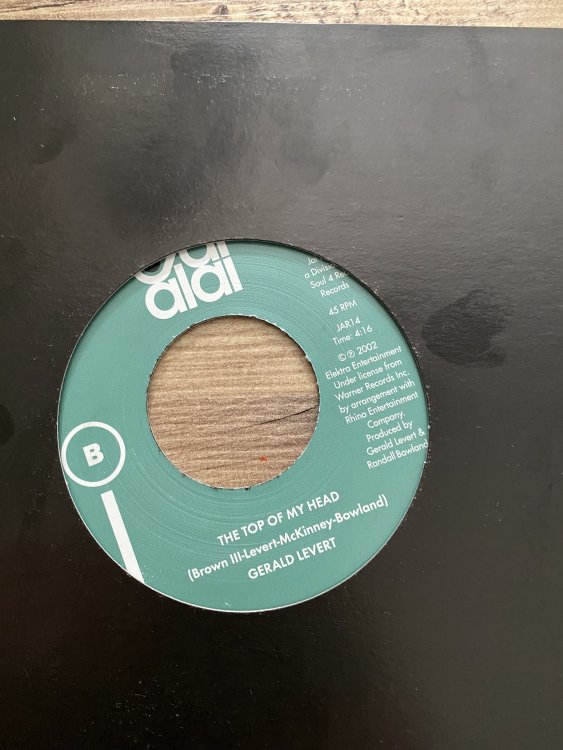 alai
Soul 4 Real
Records
45 RPM
JAR14
Time: 4:16
© ℗ 2002
Elektra Entertainment
Under license from
Warner Records Inc.
by arrangement with
Rhino Entertainment
Company.
Produced by
Gerald Levert &
Randall Bowland
B
THE TOP OF MY HEAD
(Brown III-Levert-McKinney-Bowland)
GERALD LEVERT